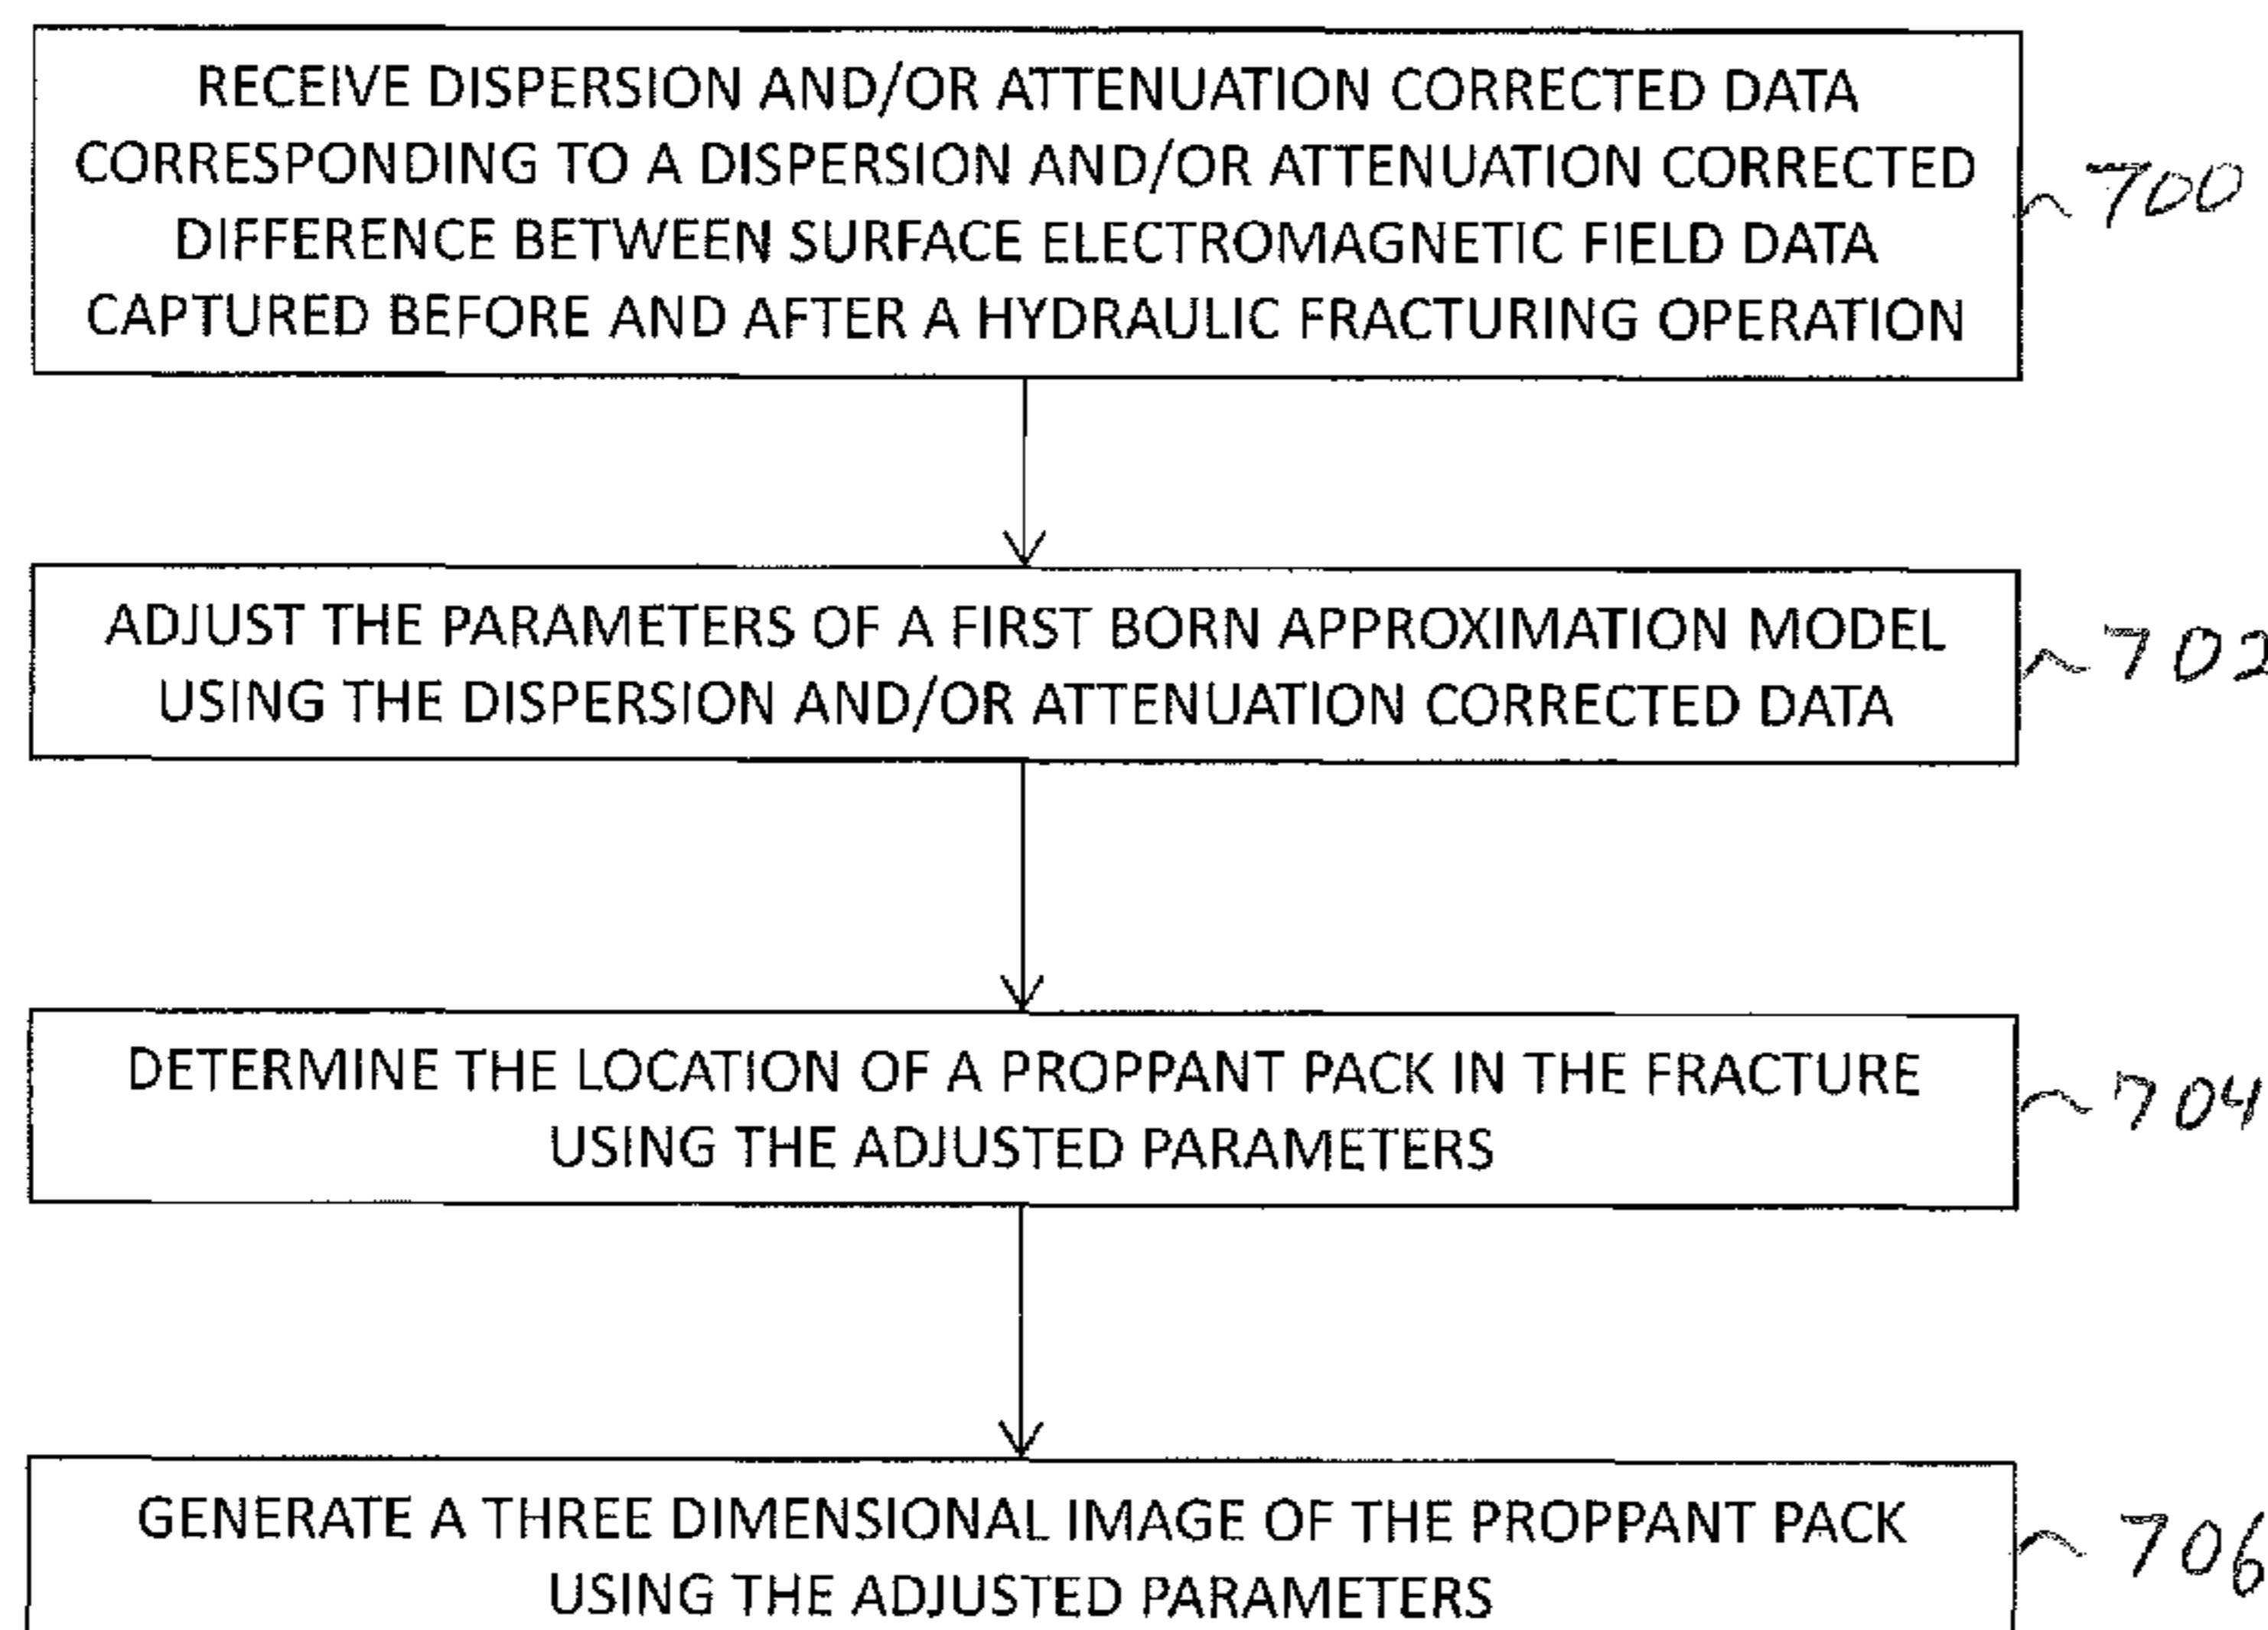 RECEIVE DISPERSION AND/OR ATTENUATION CORRECTED DATA
CORRESPONDING TO A DISPERSION AND/OR ATTENUATION CORRECTED
DIFFERENCE BETWEEN SURFACE ELECTROMAGNETIC FIELD DATA
CAPTURED BEFORE AND AFTER A HYDRAULIC FRACTURING OPERATION
700
ADJUST THE PARAMETERS OF A FIRST BORN APPROXIMATION MODEL
USING THE DISPERSION AND/OR ATTENUATION CORRECTED DATA
702
DETERMINE THE LOCATION OF A PROPPANT PACK IN THE FRACTURE
USING THE ADJUSTED PARAMETERS
704
GENERATE A THREE DIMENSIONAL IMAGE OF THE PROPPANT PACK
USING THE ADJUSTED PARAMETERS
706